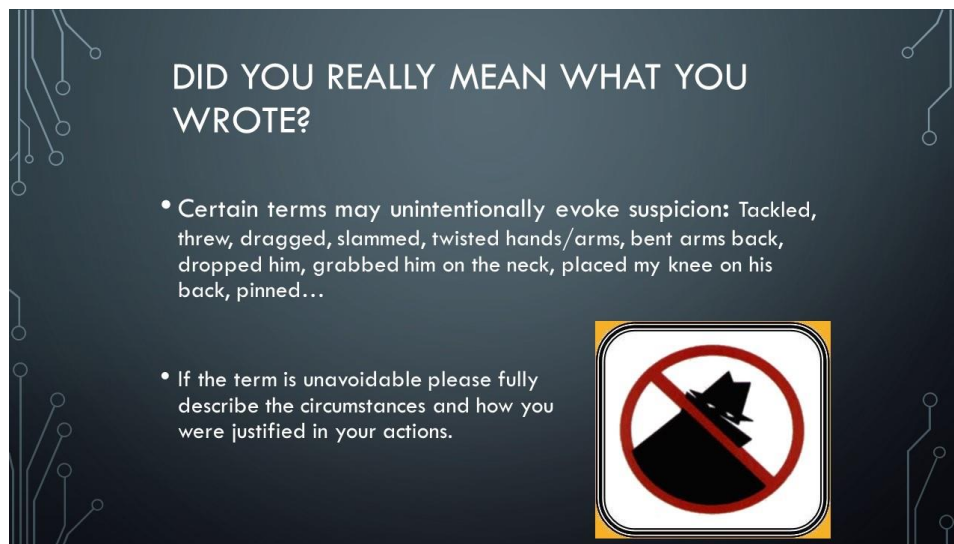 DID YOU REALLY MEAN WHAT YOU
WROTE?
• Certain terms may unintentionally evoke suspicion: Tackled,
threw, dragged, slammed, twisted hands/arms, bent arms back,
dropped him, grabbed him on the neck, placed my knee on his
back, pinned…
• If the term is unavoidable please fully
describe the circumstances and how you
were justified in your actions.